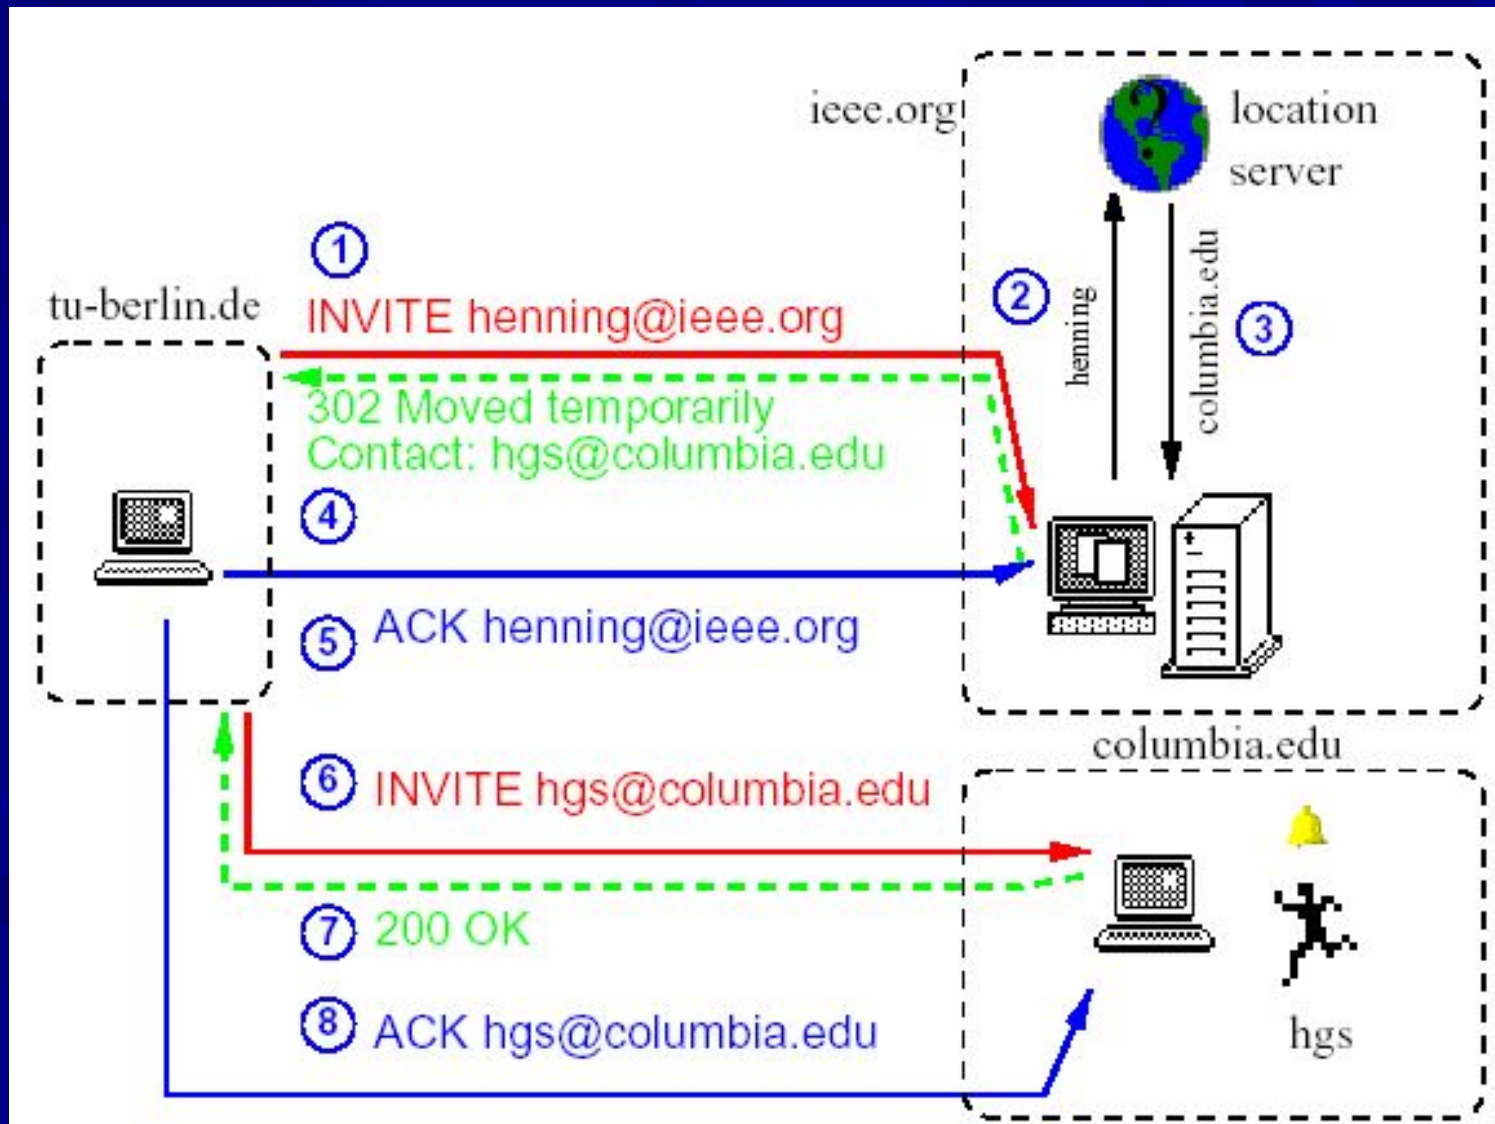 ieee.org
location
server
?
1
tu-berlin.de
INVITE henning@ieee.org
2
henning
columbia.edu
3
302 Moved temporarily
Contact: hgs@columbia.edu
4
5
ACK henning@ieee.org
columbia.edu
6
INVITE hgs@columbia.edu
7
200 OK
8
ACK hgs@columbia.edu
hgs